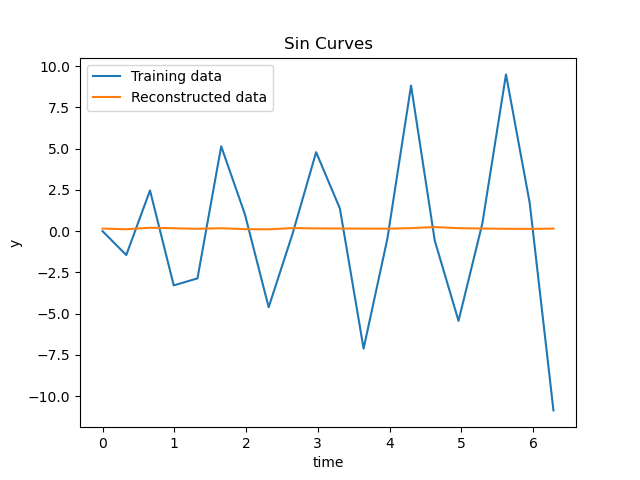 Sin Curves
Training data
Reconstructed data
10.0
7.5
5.0
2.5
0.0
−2.5
−5.0
−7.5
−10.0
y
0 1 2 3 4 5 6
time